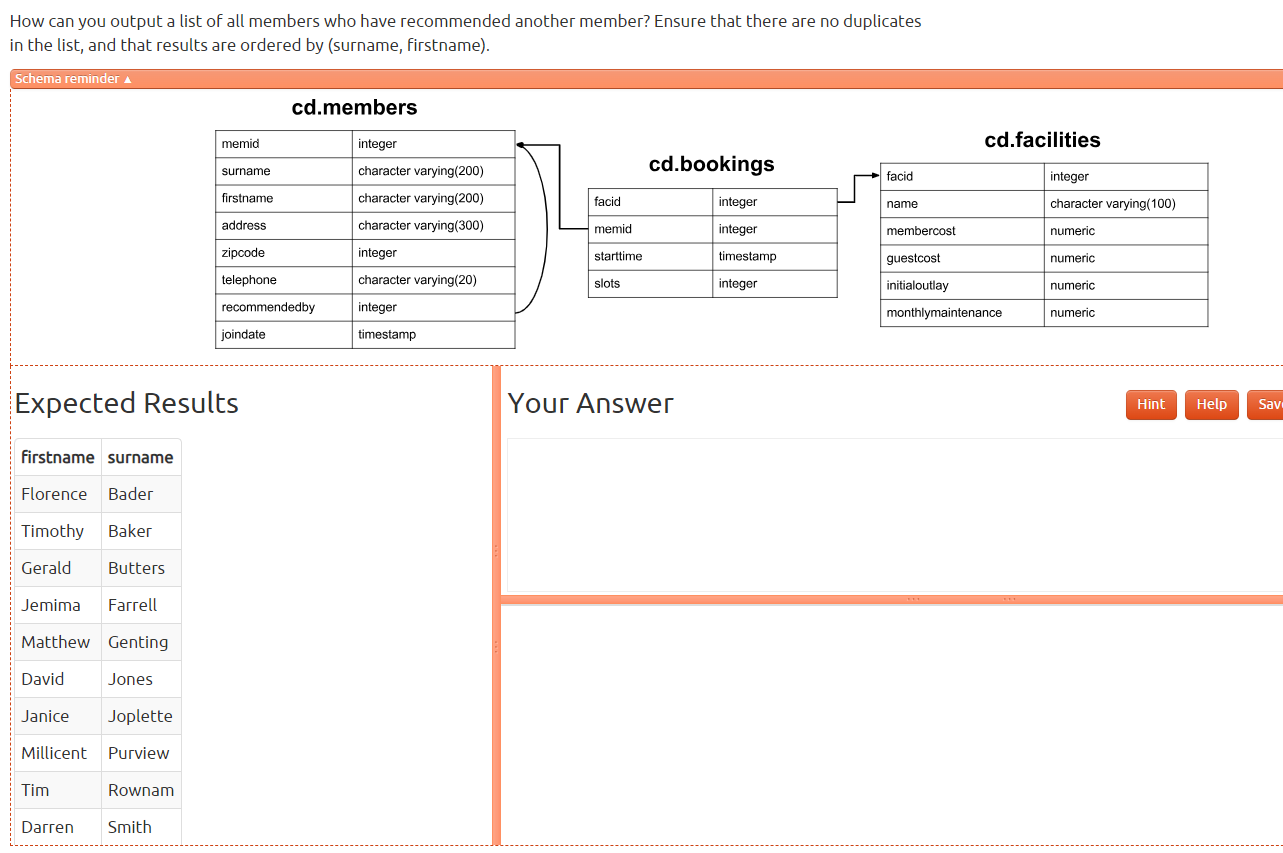 How can you output a list of all members who have recommended another member? Ensure that there are no duplicates
in the list, and that results are ordered by (surname, firstname).
Schema reminder ▲
cd.members
memid integer
surname character varying(200)
firstname character varying(200)
address character varying(300)
zipcode integer
telephone character varying(20)
recommendedby integer
joindate timestamp
cd.bookings
facid integer
memid integer
starttime timestamp
slots integer
cd.facilities
facid integer
name character varying(100)
membercost numeric
guestcost numeric
initialoutlay numeric
monthlymaintenance numeric
Expected Results
firstname surname
Florence Bader
Timothy Baker
Gerald Butters
Jemima Farrell
Matthew Genting
David Jones
Janice Joplette
Millicent Purview
Tim Rownam
Darren Smith
Your Answer
Hint Help Sav